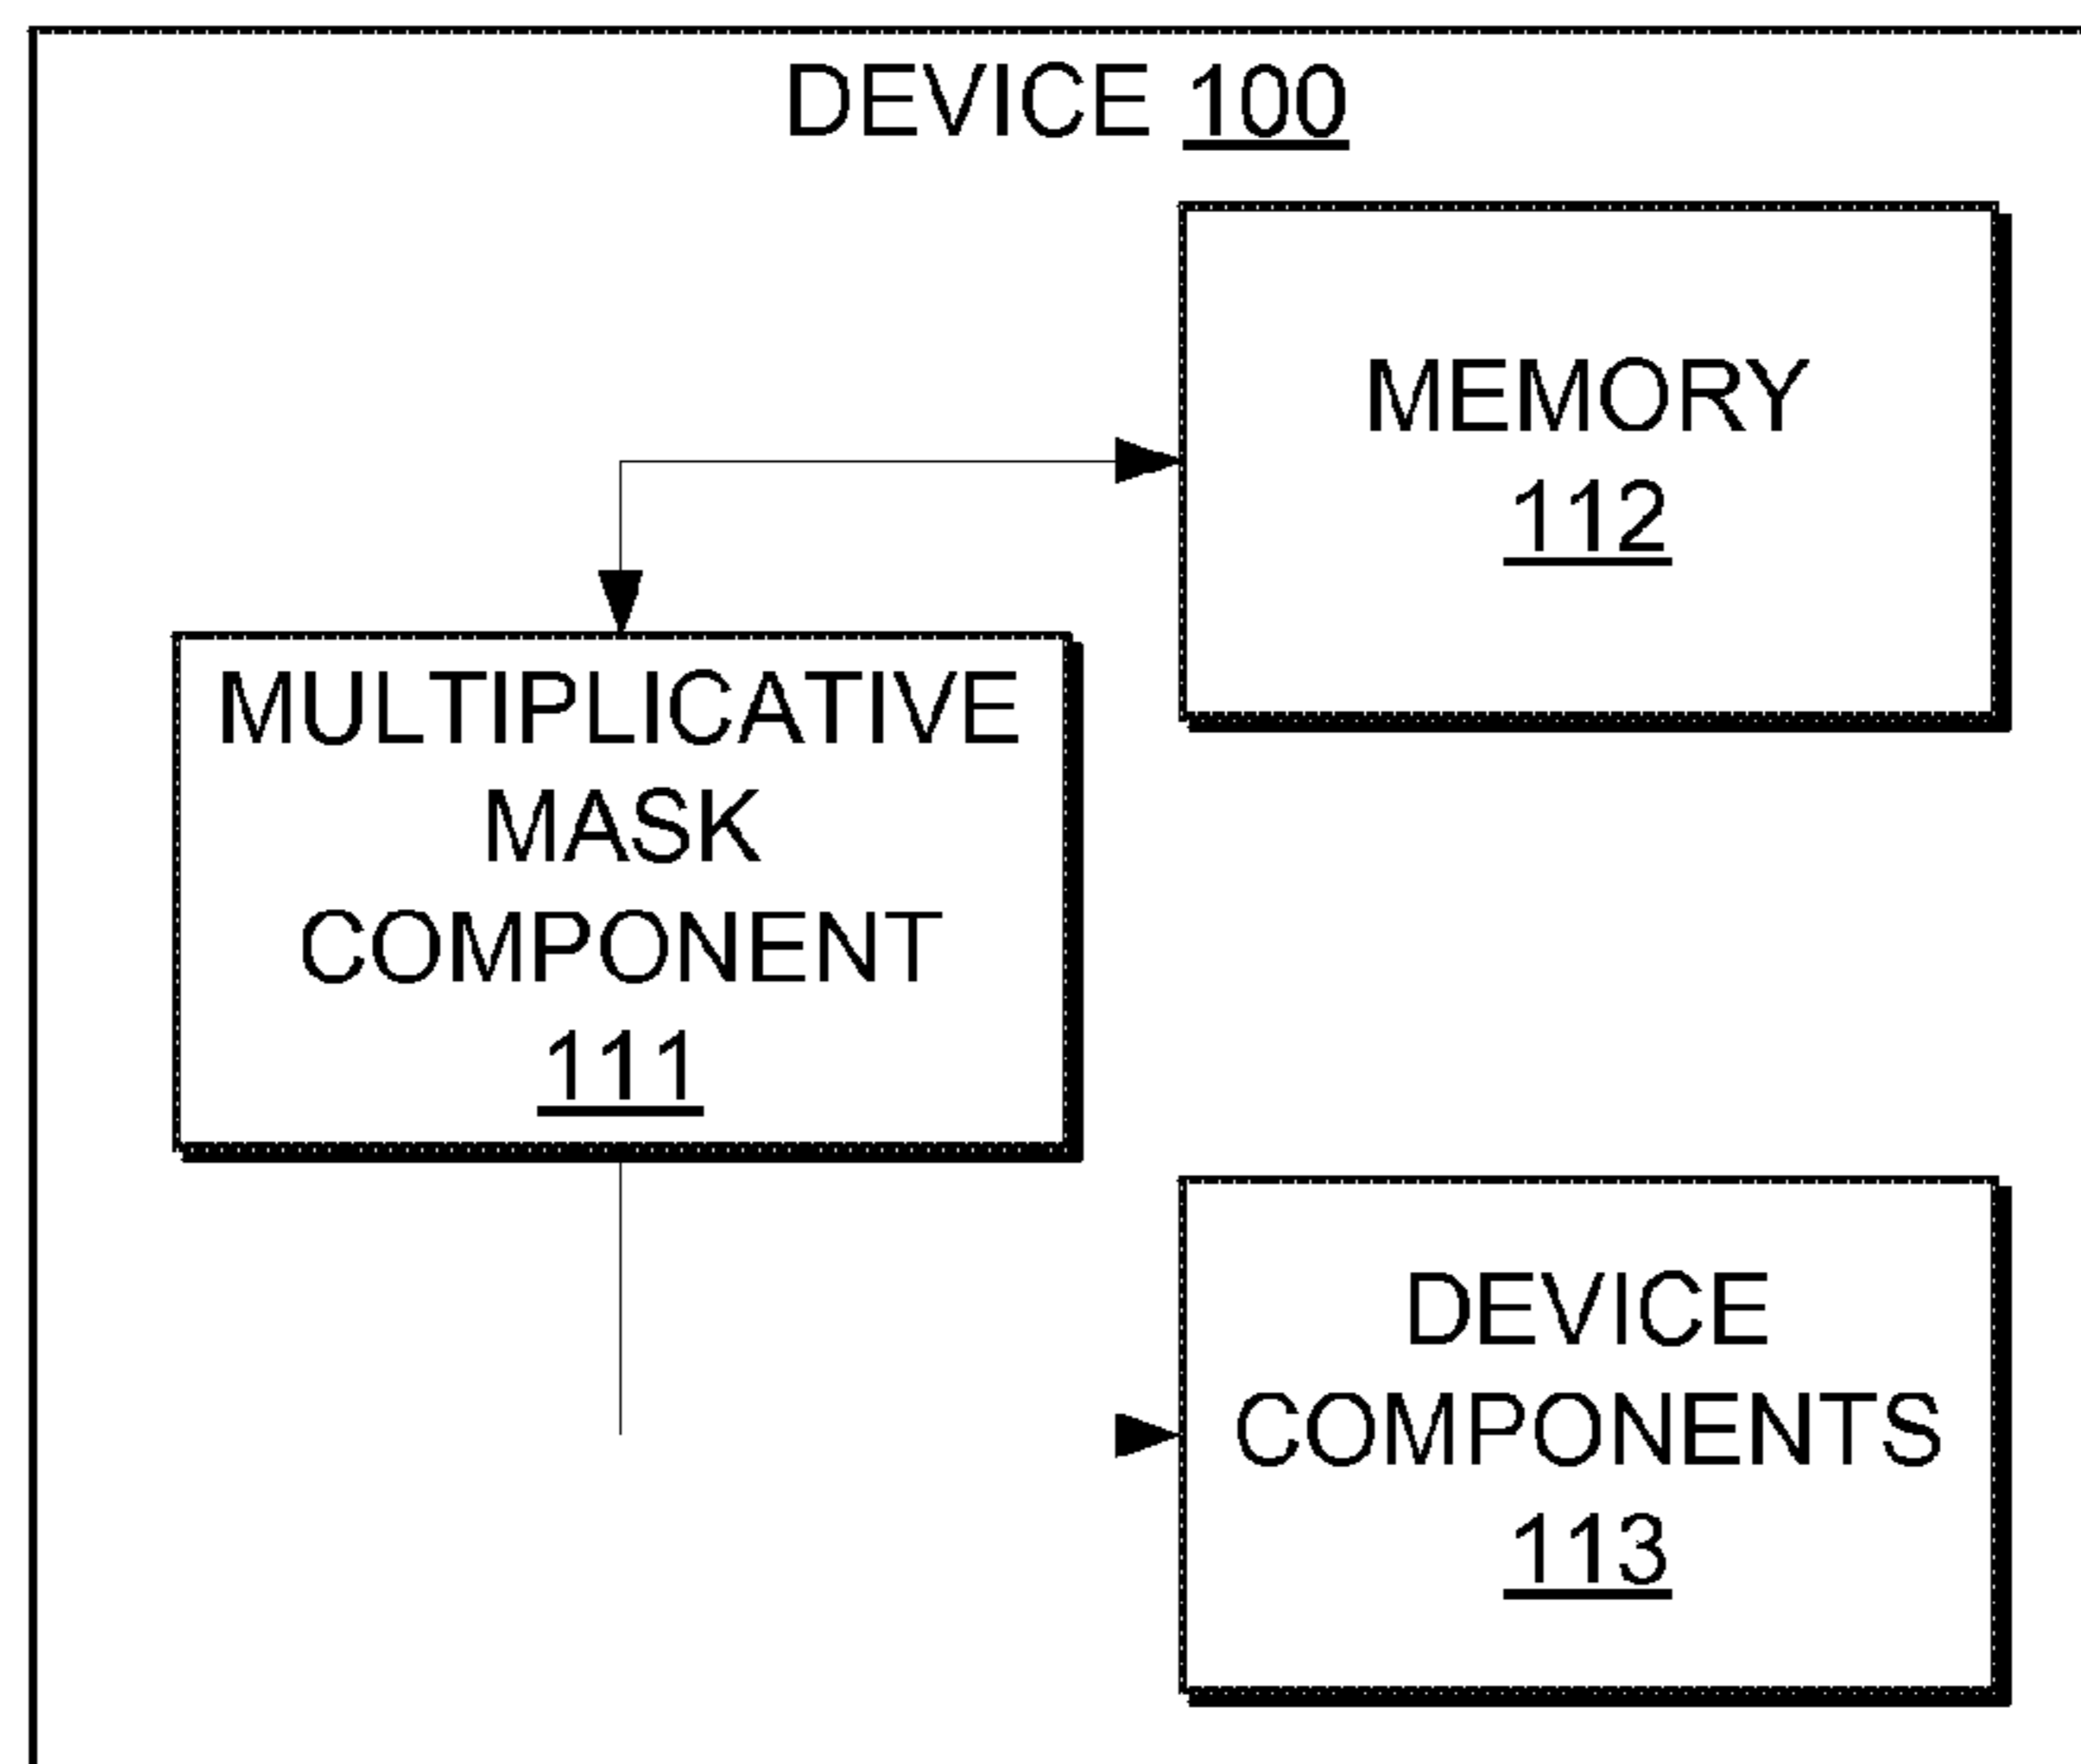 DEVICE 100
MEMORY
112
MULTIPLICATIVE
MASK
COMPONENT
111
DEVICE
COMPONENTS
113